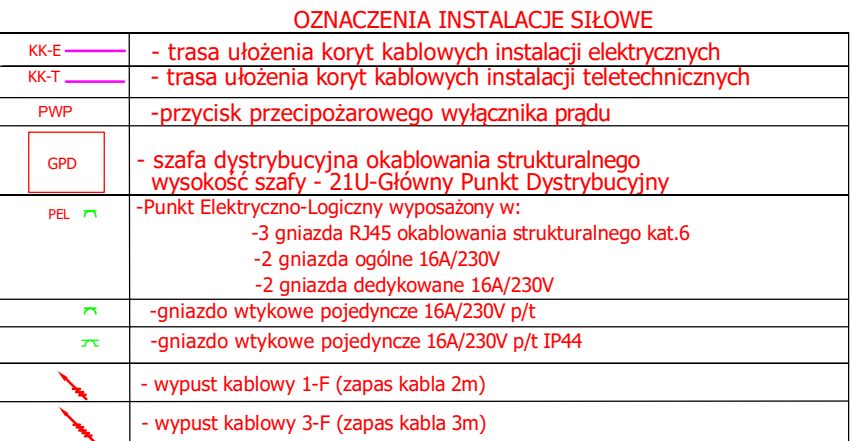 OZNACZENIA INSTALACJE SIŁOWE
KK-E - trasa ułożenia koryt kablowych instalacji elektrycznych
KK-T - trasa ułożenia koryt kablowych instalacji teletechnicznych
PWP -przycisk przecipożarowego wyłącznika prądu
GPD - szafa dystrybucyjna okablowania strukturalnego
wysokość szafy - 21U-Główny Punkt Dystrybucyjny
PEL -Punkt Elektryczno-Logiczny wyposażony w:
-3 gniazda RJ45 okablowania strukturalnego kat.6
-2 gniazda ogólne 16A/230V
-2 gniazda dedykowane 16A/230V
-gniazdo wtykowe pojedyncze 16A/230V p/t
-gniazdo wtykowe pojedyncze 16A/230V p/t IP44
- wypust kablowy 1-F (zapas kabla 2m)
- wypust kablowy 3-F (zapas kabla 3m)